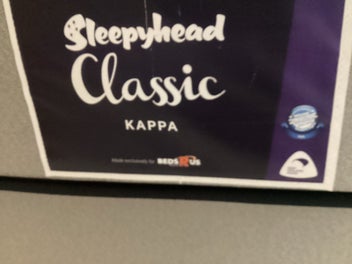 Sleepyhead
Classic
KAPPA
Made exclusively for BEDS R US